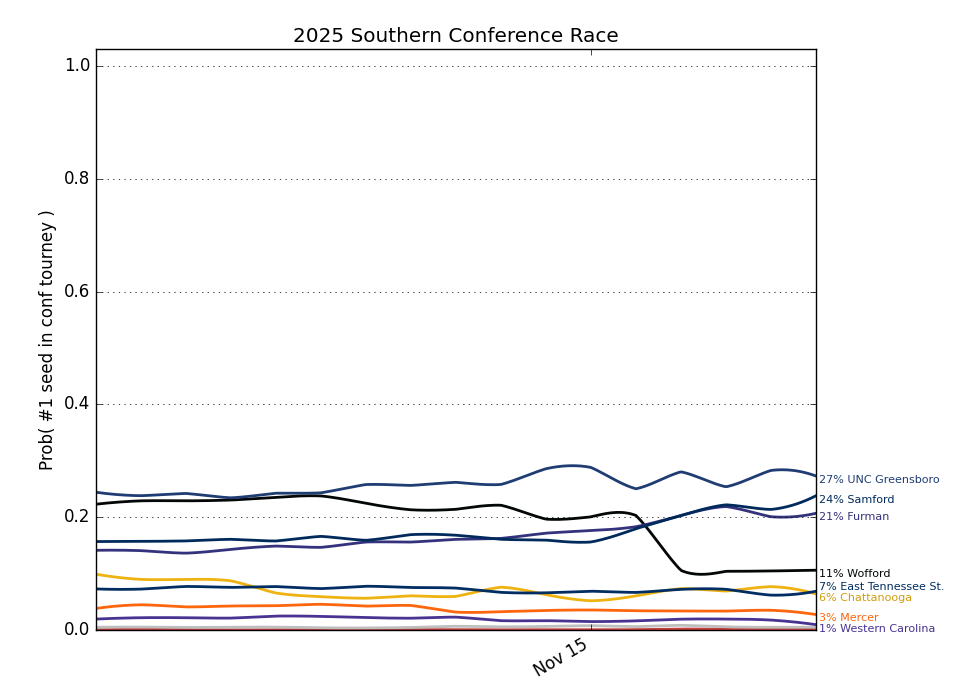 2025 Southern Conference Race
Prob( #1 seed in conf tourney )
1.0
0.8
0.6
0.4
0.2
0.0
Nov 15
27% UNC Greensboro
24% Samford
21% Furman
11% Wofford
7% East Tennessee St.
6% Chattanooga
3% Mercer
1% Western Carolina